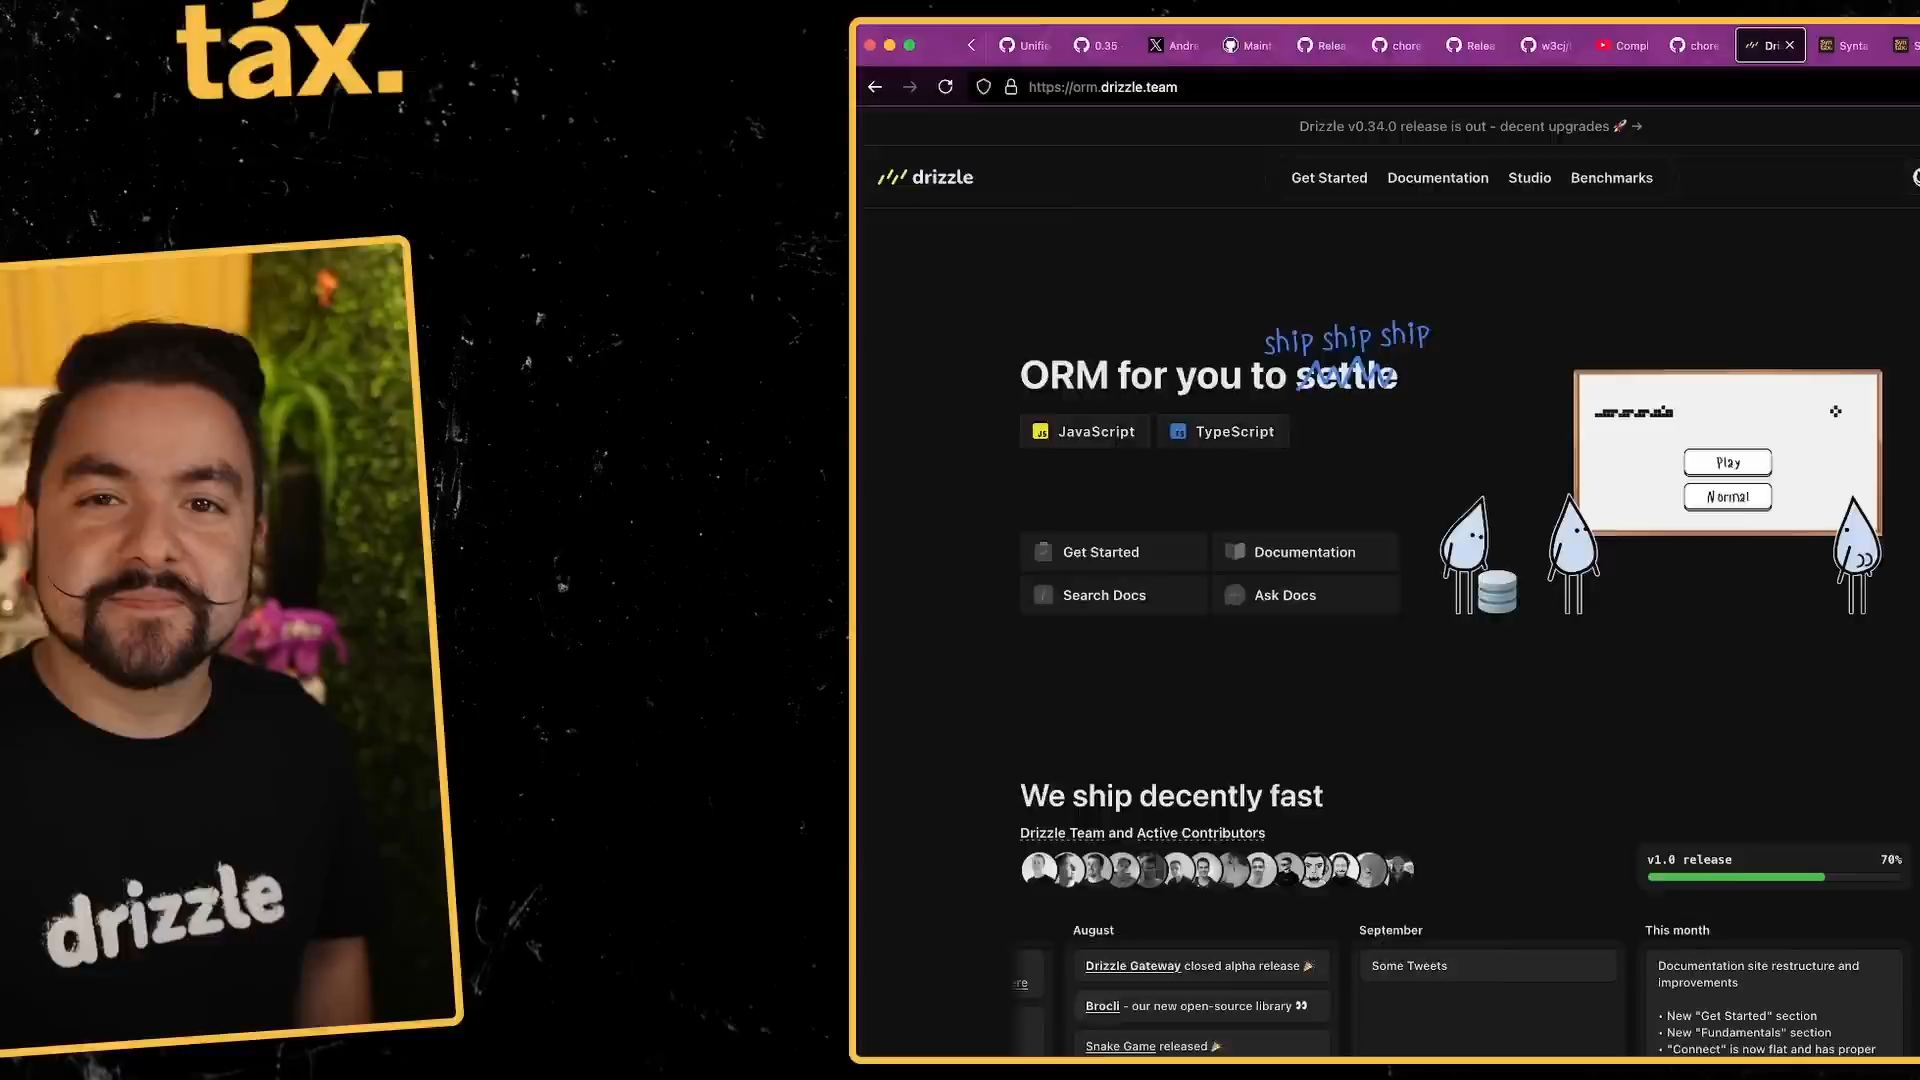 tax.
drizzle
Unifie
0.35
Andre
Maint
Relea
chore
Relea
w3cj/
Compl
chore
Dri
Synta
S
https://orm.drizzle.team
Drizzle v0.34.0 release is out - decent upgrades 🚀 →
drizzle
Get Started
Documentation
Studio
Benchmarks
ship ship ship
ORM for you to settle
JS JavaScript
TS TypeScript
Play
Normal
Get Started
Documentation
Search Docs
Ask Docs
We ship decently fast
Drizzle Team and Active Contributors
v1.0 release 70%
August
September
This month
ere
Drizzle Gateway closed alpha release 🎉
Brocli - our new open-source library 👀
Snake Game released 🎉
Some Tweets
Documentation site restructure and
improvements
• New "Get Started" section
• New "Fundamentals" section
• "Connect" is now flat and has proper